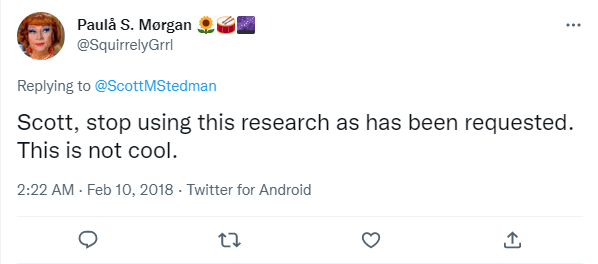 Paulå S. Mørgan 🌻🥁🌌
@SquirrelyGrrl
Replying to @ScottMStedman
Scott, stop using this research as has been requested.
This is not cool.
2:22 AM · Feb 10, 2018 · Twitter for Android